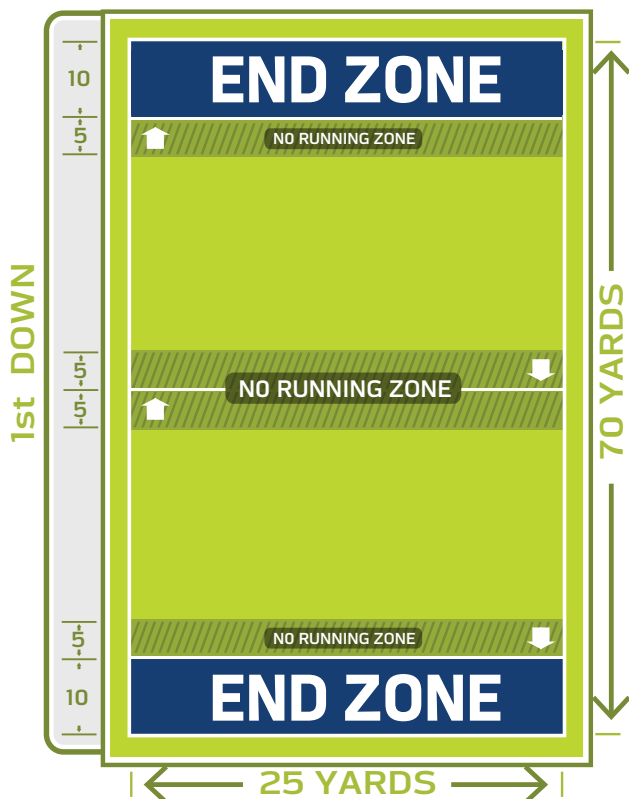 END ZONE
10
5
NO RUNNING ZONE
1st DOWN
70 YARDS
5
NO RUNNING ZONE
5
5
NO RUNNING ZONE
10
END ZONE
25 YARDS